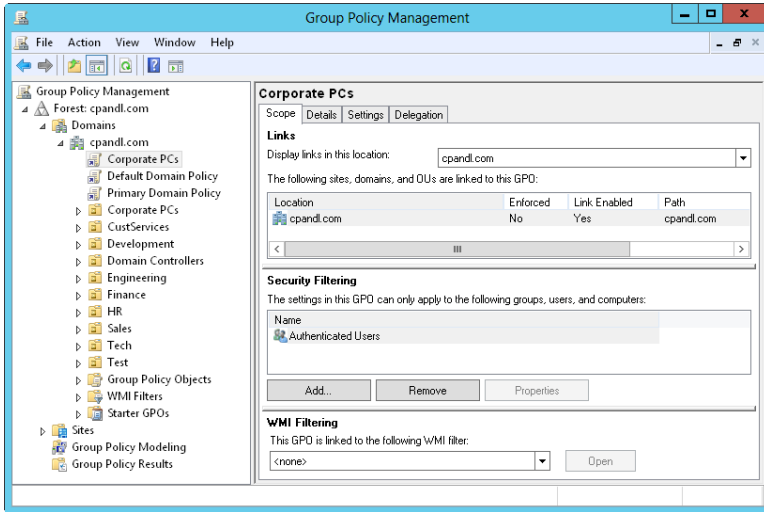 Group Policy Management
File Action View Window Help
Group Policy Management
Forest: cpandl.com
Domains
cpandl.com
Corporate PCs
Default Domain Policy
Primary Domain Policy
Corporate PCs
CustServices
Development
Domain Controllers
Engineering
Finance
HR
Sales
Tech
Test
Group Policy Objects
WMI Filters
Starter GPOs
Sites
Group Policy Modeling
Group Policy Results
Corporate PCs
Scope Details Settings Delegation
Links
Display links in this location: cpandl.com
The following sites, domains, and OUs are linked to this GPO:
Location Enforced Link Enabled Path
cpandl.com No Yes cpandl.com
Security Filtering
The settings in this GPO can only apply to the following groups, users, and computers:
Name
Authenticated Users
Add... Remove Properties
WMI Filtering
This GPO is linked to the following WMI filter:
<none> Open